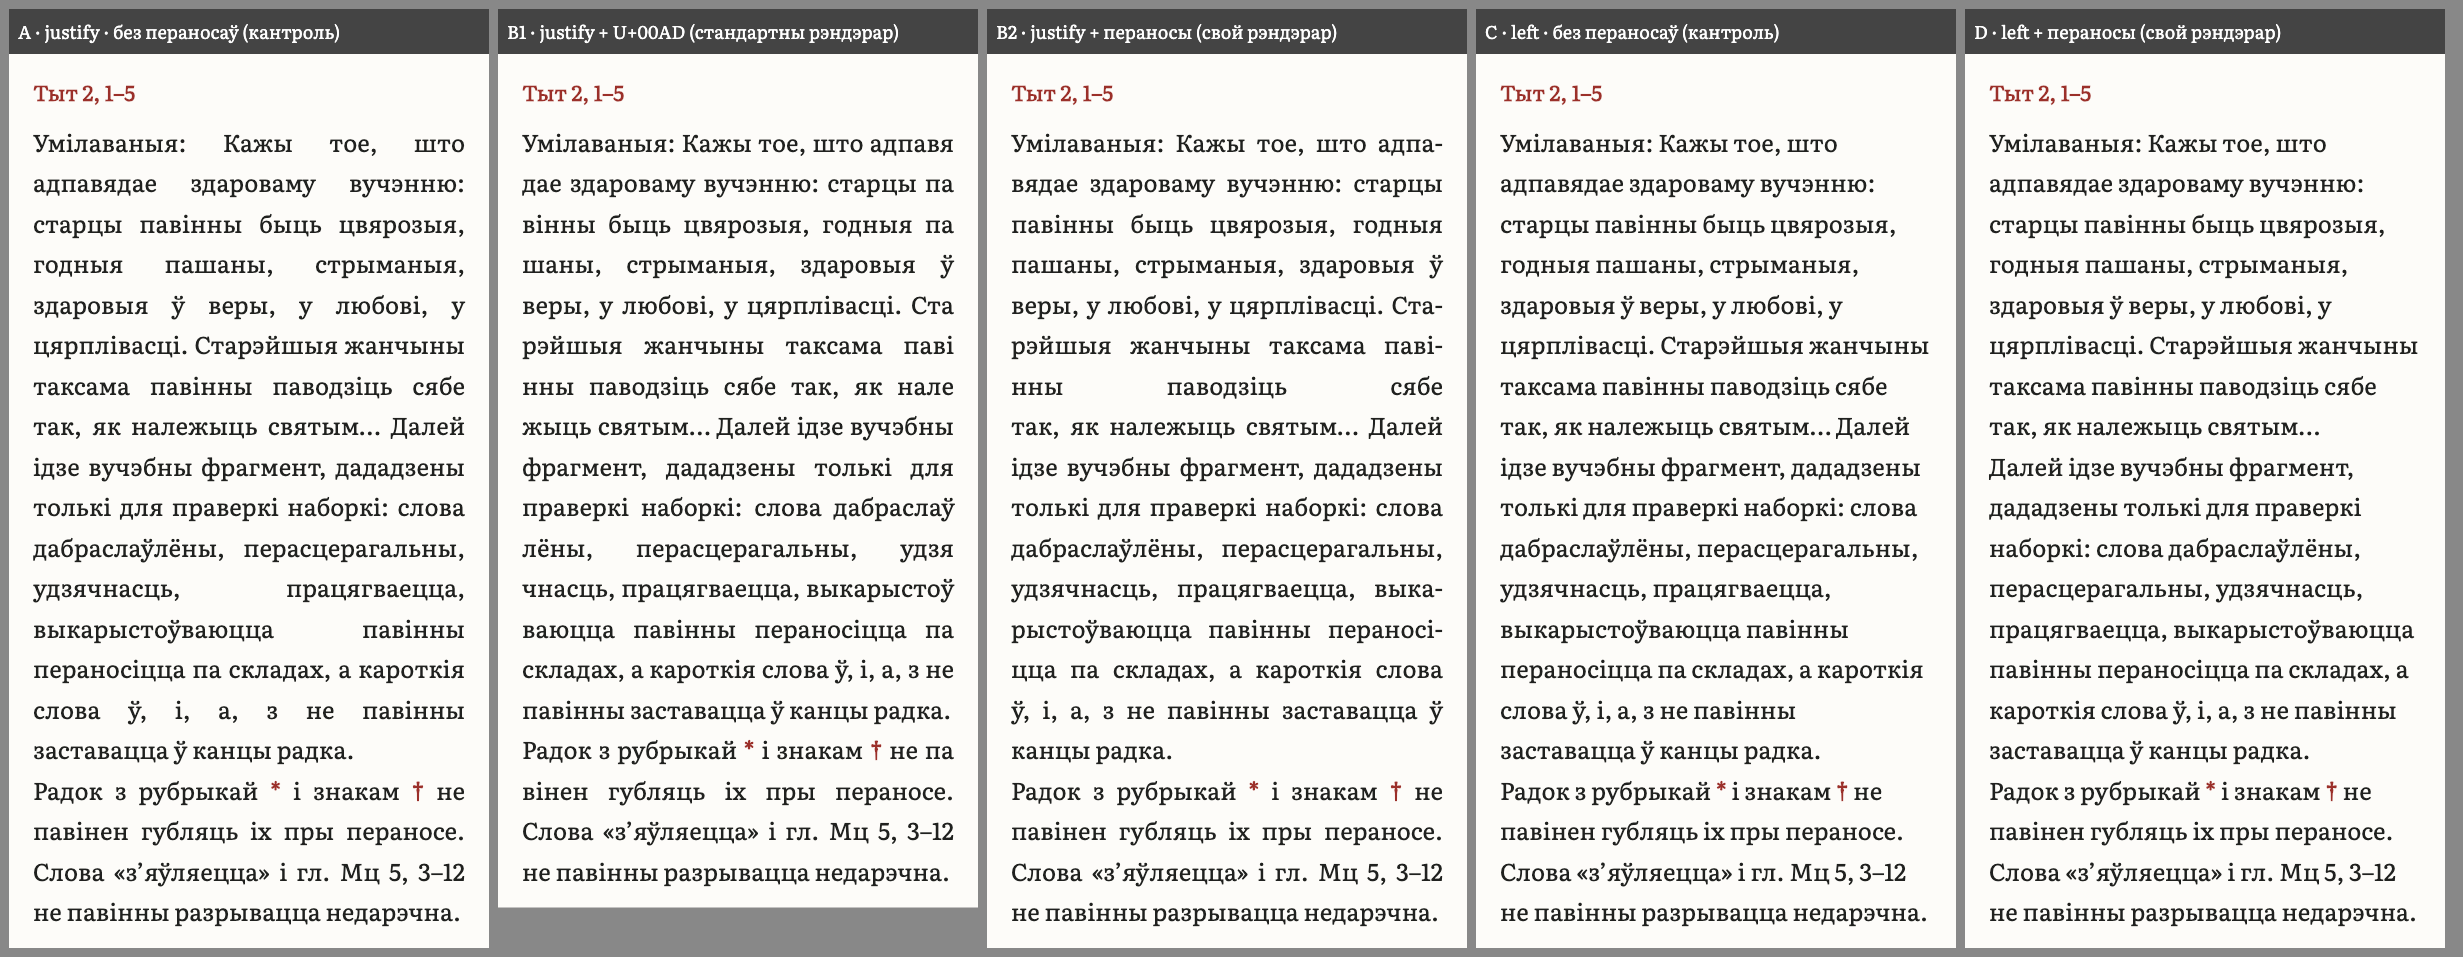 A · justify · без пераносаў (кантроль)
Тыт 2, 1–5
Умілаваныя: Кажы тое, што
адпавядае здароваму вучэнню:
старцы павінны быць цвярозыя,
годныя пашаны, стрыманыя,
здаровыя ў веры, у любові, у
цярплівасці. Старэйшыя жанчыны
таксама павінны паводзіць сябе
так, як належыць святым... Далей
ідзе вучэбны фрагмент, дададзены
толькі для праверкі наборкі: слова
дабраслаўлёны, перасцерагальны,
удзячнасць, працягваецца,
выкарыстоўваюцца павінны
пераносіцца па складах, а кароткія
слова ў, і, а, з не павінны
заставацца ў канцы радка.
Радок з рубрыкай * і знакам † не
павінен губляць іх пры пераносе.
Слова «з’яўляецца» і гл. Мц 5, 3–12
не павінны разрывацца недарэчна.
B1 · justify + U+00AD (стандартны рэндэрар)
Тыт 2, 1–5
Умілаваныя: Кажы тое, што адпавя
дае здароваму вучэнню: старцы па
вінны быць цвярозыя, годныя па
шаны, стрыманыя, здаровыя ў
веры, у любові, у цярплівасці. Ста
рэйшыя жанчыны таксама паві
нны паводзіць сябе так, як нале
жыць святым... Далей ідзе вучэбны
фрагмент, дададзены толькі для
праверкі наборкі: слова дабраслаў
лёны, перасцерагальны, удзя
чнасць, працягваецца, выкарыстоў
ваюцца павінны пераносіцца па
складах, а кароткія слова ў, і, а, з не
павінны заставацца ў канцы радка.
Радок з рубрыкай * і знакам † не па
вінен губляць іх пры пераносе.
Слова «з’яўляецца» і гл. Мц 5, 3–12
не павінны разрывацца недарэчна.
B2 · justify + пераносы (свой рэндэрар)
Тыт 2, 1–5
Умілаваныя: Кажы тое, што адпа-
вядае здароваму вучэнню: старцы
павінны быць цвярозыя, годныя
пашаны, стрыманыя, здаровыя ў
веры, у любові, у цярплівасці. Ста-
рэйшыя жанчыны таксама паві-
нны паводзіць сябе
так, як належыць святым... Далей
ідзе вучэбны фрагмент, дададзены
толькі для праверкі наборкі: слова
дабраслаўлёны, перасцерагальны,
удзячнасць, працягваецца, выка-
рыстоўваюцца павінны пераносі-
цца па складах, а кароткія слова
ў, і, а, з не павінны заставацца ў
канцы радка.
Радок з рубрыкай * і знакам † не
павінен губляць іх пры пераносе.
Слова «з’яўляецца» і гл. Мц 5, 3–12
не павінны разрывацца недарэчна.
C · left · без пераносаў (кантроль)
Тыт 2, 1–5
Умілаваныя: Кажы тое, што
адпавядае здароваму вучэнню:
старцы павінны быць цвярозыя,
годныя пашаны, стрыманыя,
здаровыя ў веры, у любові, у
цярплівасці. Старэйшыя жанчыны
таксама павінны паводзіць сябе
так, як належыць святым... Далей
ідзе вучэбны фрагмент, дададзены
толькі для праверкі наборкі: слова
дабраслаўлёны, перасцерагальны,
удзячнасць, працягваецца,
выкарыстоўваюцца павінны
пераносіцца па складах, а кароткія
слова ў, і, а, з не павінны
заставацца ў канцы радка.
Радок з рубрыкай * і знакам † не
павінен губляць іх пры пераносе.
Слова «з’яўляецца» і гл. Мц 5, 3–12
не павінны разрывацца недарэчна.
D · left + пераносы (свой рэндэрар)
Тыт 2, 1–5
Умілаваныя: Кажы тое, што
адпавядае здароваму вучэнню:
старцы павінны быць цвярозыя,
годныя пашаны, стрыманыя,
здаровыя ў веры, у любові, у
цярплівасці. Старэйшыя жанчыны
таксама павінны паводзіць сябе
так, як належыць святым...
Далей ідзе вучэбны фрагмент,
дададзены толькі для праверкі
наборкі: слова дабраслаўлёны,
перасцерагальны, удзячнасць,
працягваецца, выкарыстоўваюцца
павінны пераносіцца па складах, а
кароткія слова ў, і, а, з не павінны
заставацца ў канцы радка.
Радок з рубрыкай * і знакам † не
павінен губляць іх пры пераносе.
Слова «з’яўляецца» і гл. Мц 5, 3–12
не павінны разрывацца недарэчна.